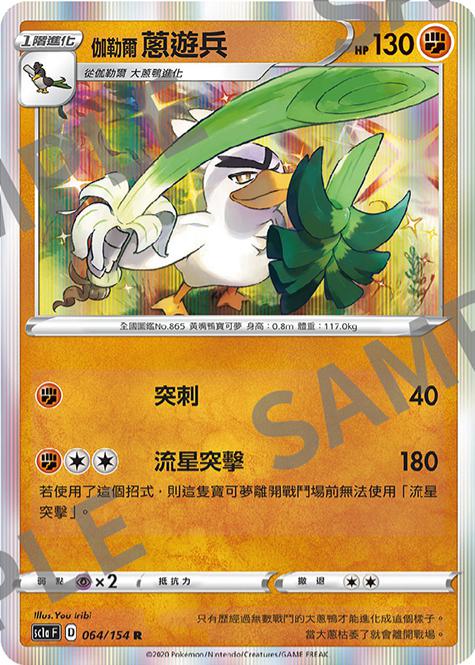 1階進化
伽勒爾 蔥遊兵
HP 130
從伽勒爾 大蔥鴨進化
全國圖鑑No.865 黃嘴鴨寶可夢 身高：0.8m 體重：117.0kg
突刺 40
流星突擊 180
若使用了這個招式，則這隻寶可夢離開戰鬥場前無法使用「流星
突擊」。
弱點 ×2 抵抗力 撤退
Illus.You Iribi
sc1a F D 064/154 R
只有歷經過無數戰鬥的大蔥鴨才能進化成這個樣子。
當大蔥枯萎了就會離開戰場。
©2020 Pokémon/Nintendo/Creatures/GAME FREAK
SAMPLE